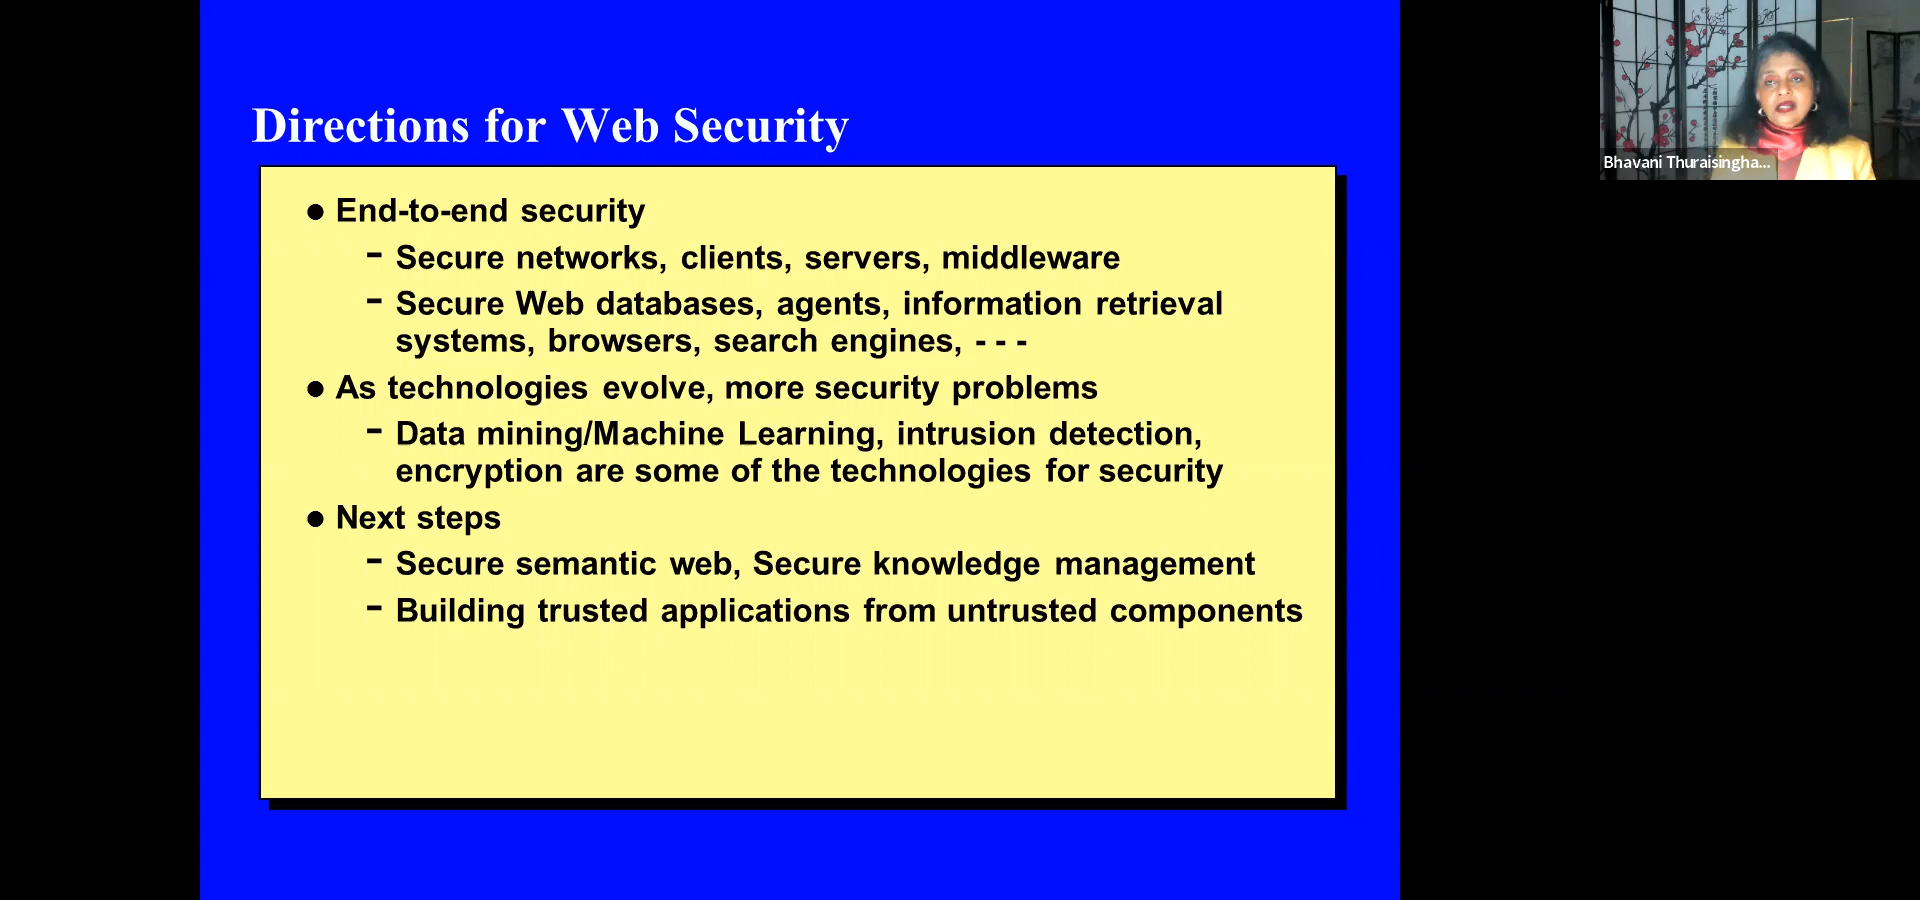 Directions for Web Security
● End-to-end security
- Secure networks, clients, servers, middleware
- Secure Web databases, agents, information retrieval
systems, browsers, search engines, - - -
● As technologies evolve, more security problems
- Data mining/Machine Learning, intrusion detection,
encryption are some of the technologies for security
● Next steps
- Secure semantic web, Secure knowledge management
- Building trusted applications from untrusted components
Bhavani Thuraisingha...